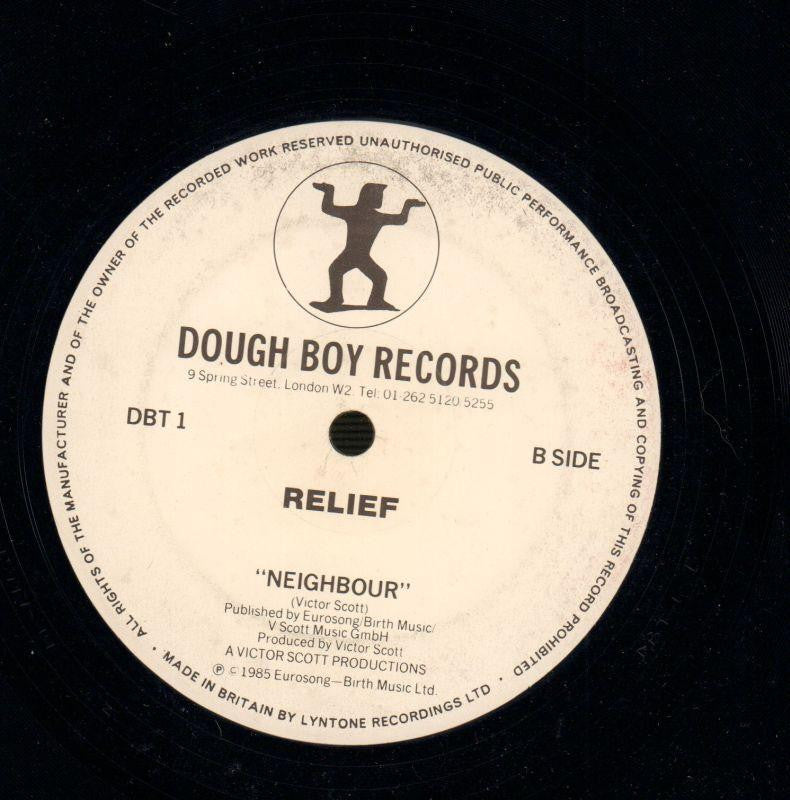 ALL RIGHTS OF THE MANUFACTURER AND OF THE OWNER OF THE RECORDED WORK RESERVED UNAUTHORISED PUBLIC PERFORMANCE BROADCASTING AND COPYING OF THIS RECORD PROHIBITED
DOUGH BOY RECORDS
9 Spring Street. London W2. Tel: 01-262 5120 5255
DBT 1
B SIDE
RELIEF
"NEIGHBOUR"
(Victor Scott)
Published by Eurosong/Birth Music/
V Scott Music GmbH
Produced by Victor Scott
A VICTOR SCOTT PRODUCTIONS
℗ © 1985 Eurosong—Birth Music Ltd.
• MADE IN BRITAIN BY LYNTONE RECORDINGS LTD •